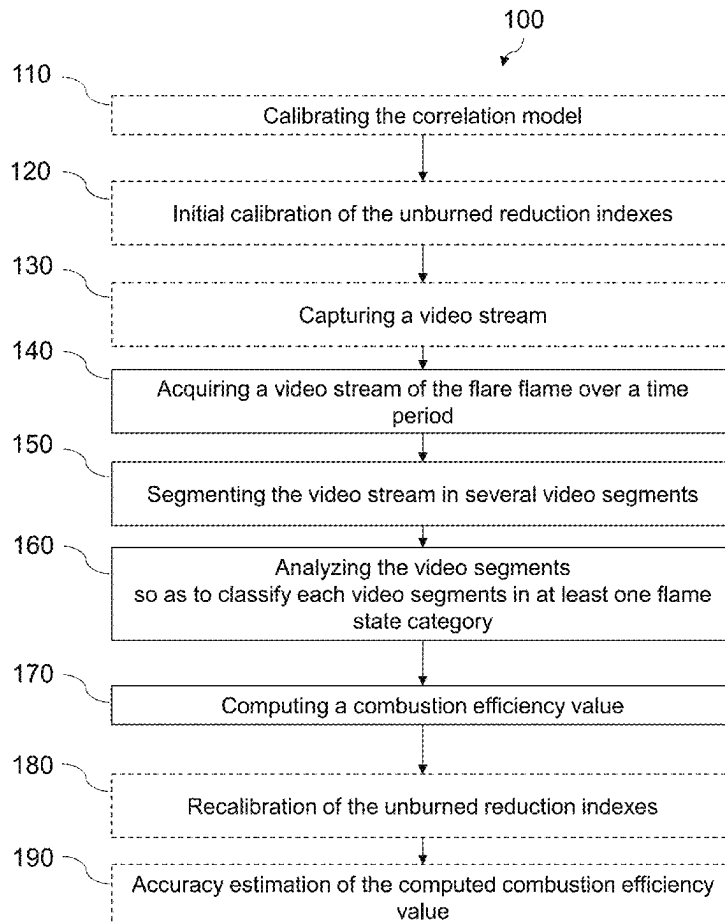 100
110
Calibrating the correlation model
120
Initial calibration of the unburned reduction indexes
130
Capturing a video stream
140
Acquiring a video stream of the flare flame over a time
period
150
Segmenting the video stream in several video segments
160
Analyzing the video segments
so as to classify each video segments in at least one flame
state category
170
Computing a combustion efficiency value
180
Recalibration of the unburned reduction indexes
190
Accuracy estimation of the computed combustion efficiency
value